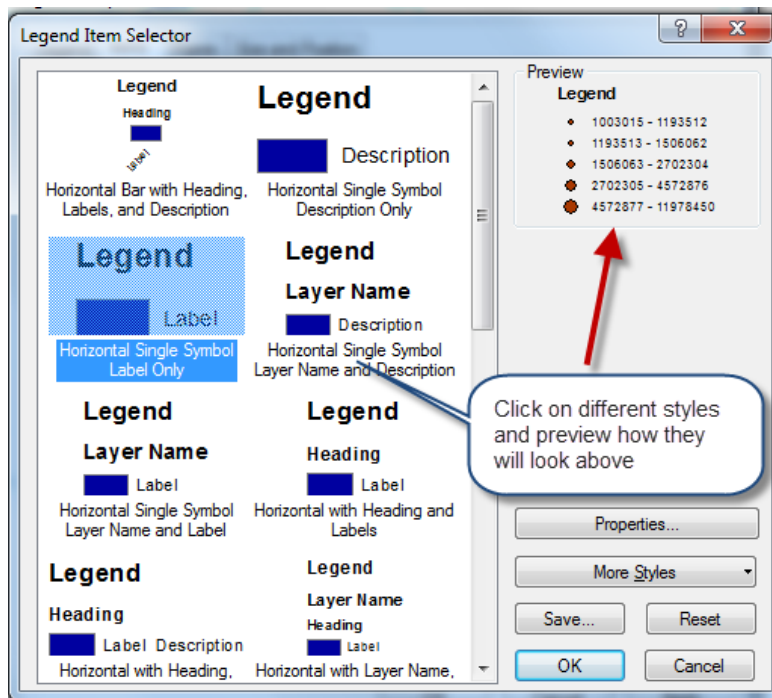 Legend Item Selector
Legend
Heading
Label
Horizontal Bar with Heading,
Labels, and Description
Legend
Description
Horizontal Single Symbol
Description Only
Legend
Label
Horizontal Single Symbol
Label Only
Legend
Layer Name
Description
Horizontal Single Symbol
Layer Name and Description
Legend
Layer Name
Label
Horizontal Single Symbol
Layer Name and Label
Legend
Heading
Label
Horizontal with Heading and
Labels
Legend
Heading
Label Description
Horizontal with Heading,
Legend
Layer Name
Heading
Label
Horizontal with Layer Name,
Preview
Legend
1003015 - 1193512
1193513 - 1506062
1506063 - 2702304
2702305 - 4572876
4572877 - 11978450
Click on different styles
and preview how they
will look above
Properties...
More Styles
Save...
Reset
OK
Cancel